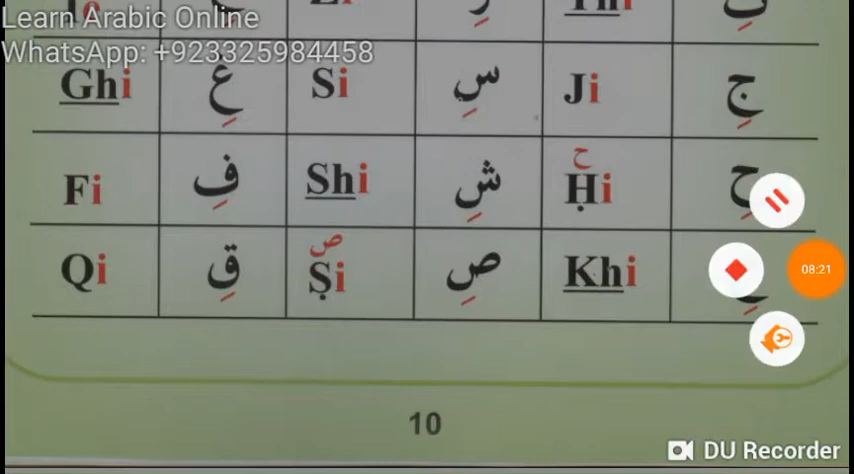 Learn Arabic Online
WhatsApp: +923325984458
Ghi غِ Si سِ Ji جِ
Fi فِ Shi شِ Ḥi حِ
ح
Qi قِ Ṣi صِ Khi
ص
08:21
10
DU Recorder